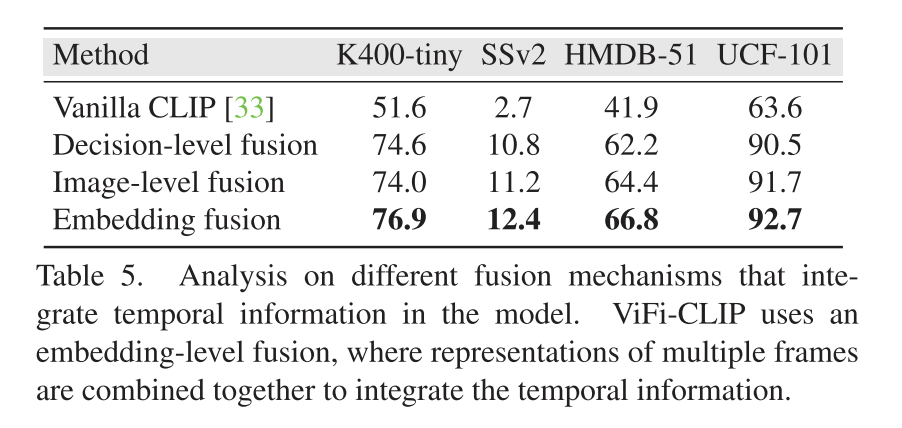 Method K400-tiny SSv2 HMDB-51 UCF-101
Vanilla CLIP [33] 51.6 2.7 41.9 63.6
Decision-level fusion 74.6 10.8 62.2 90.5
Image-level fusion 74.0 11.2 64.4 91.7
Embedding fusion 76.9 12.4 66.8 92.7
Table 5. Analysis on different fusion mechanisms that inte-
grate temporal information in the model. ViFi-CLIP uses an
embedding-level fusion, where representations of multiple frames
are combined together to integrate the temporal information.